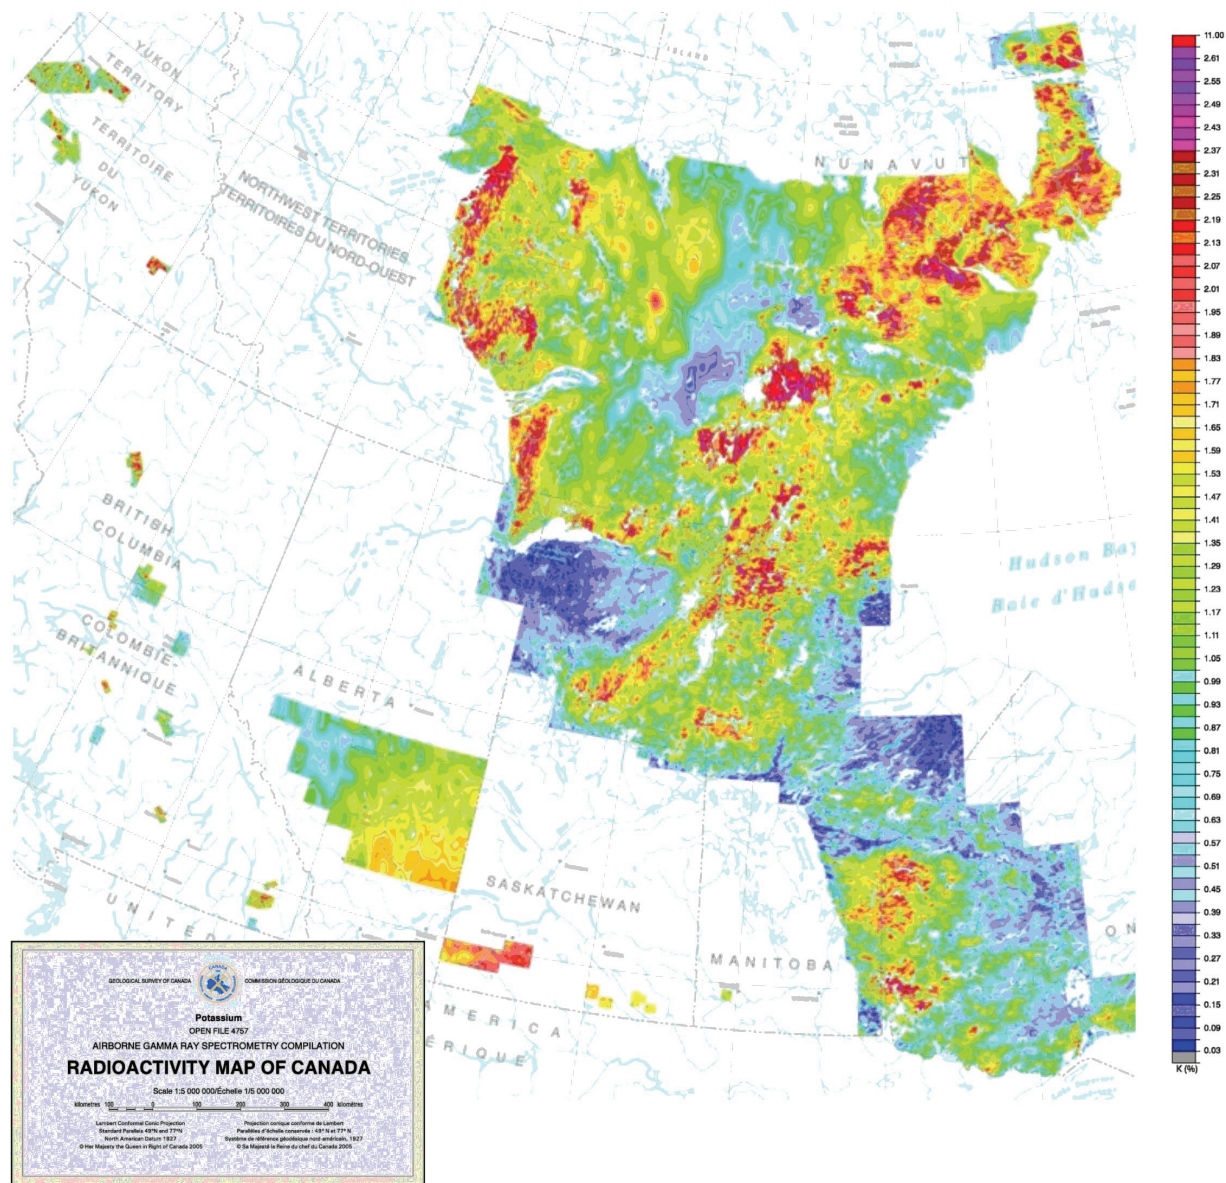 YUKON
TERRITORY
TERRITOIRE
DU
YUKON
NORTHWEST TERRITORIES
TERRITOIRES DU NORD-OUEST
ISLAND
NUNAVUT
BRITISH
COLUMBIA
COLOMBIE-
BRITANNIQUE
ALBERTA
SASKATCHEWAN
MANITOBA
ON
Hudson Bay
Baie d'Hudso
UNITED
AMERICA
ÉRIQUE
11.00
2.61
2.55
2.49
2.43
2.37
2.31
2.25
2.19
2.13
2.07
2.01
1.95
1.89
1.83
1.77
1.71
1.65
1.59
1.53
1.47
1.41
1.35
1.29
1.23
1.17
1.11
1.05
0.99
0.93
0.87
0.81
0.75
0.69
0.63
0.57
0.51
0.45
0.39
0.33
0.27
0.21
0.15
0.09
0.03
K (%)
CANADA
GEOLOGICAL SURVEY OF CANADA
COMMISSION GÉOLOGIQUE DU CANADA
Potassium
OPEN FILE 4757
AIRBORNE GAMMA RAY SPECTROMETRY COMPILATION
RADIOACTIVITY MAP OF CANADA
Scale 1:5 000 000/Échelle 1/5 000 000
kilometres 100 0 100 200 300 400 kilomètres
Lambert Conformal Conic Projection
Standard Parallels 49°N and 77°N
North American Datum 1927
© Her Majesty the Queen in Right of Canada 2005
Projection conique conforme de Lambert
Parallèles d'échelle conservée : 49° N et 77° N
Système de référence géodésique nord-américain, 1927
© Sa Majesté la Reine du chef du Canada 2005